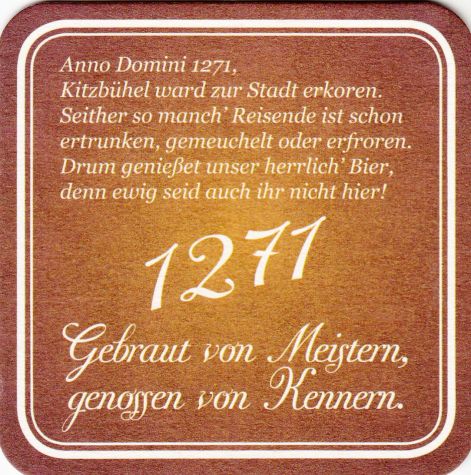 Anno Domini 1271,
Kitzbühel ward zur Stadt erkoren.
Seither so manch' Reisende ist schon
ertrunken, gemeuchelt oder erfroren.
Drum genießet unser herrlich' Bier,
denn ewig seid auch ihr nicht hier!
1271
Gebraut von Meistern,
genossen von Kennern.